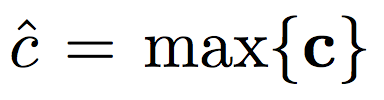 ĉ = max{𝐜}